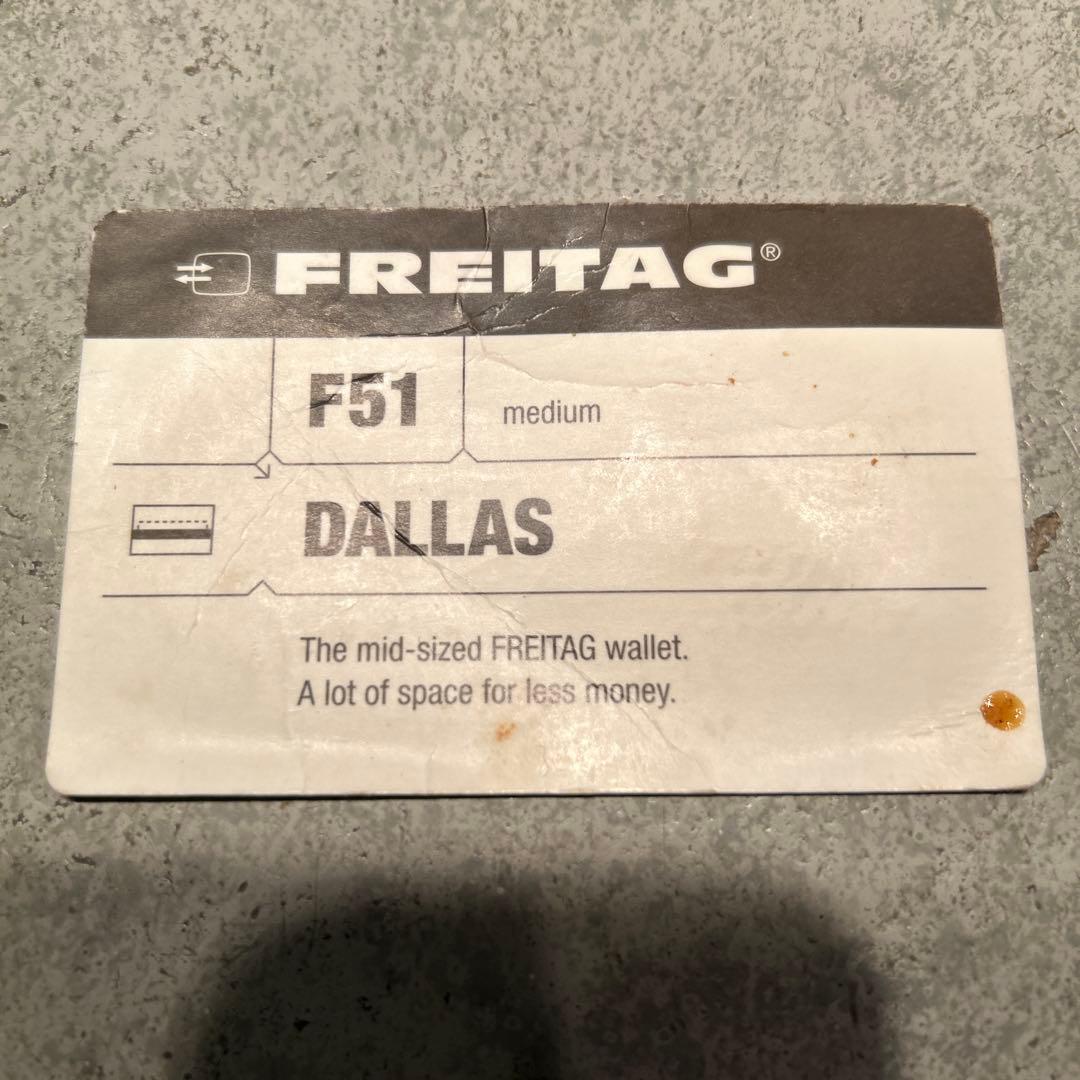 FREITAG®
F51
medium
DALLAS
The mid-sized FREITAG wallet.
A lot of space for less money.